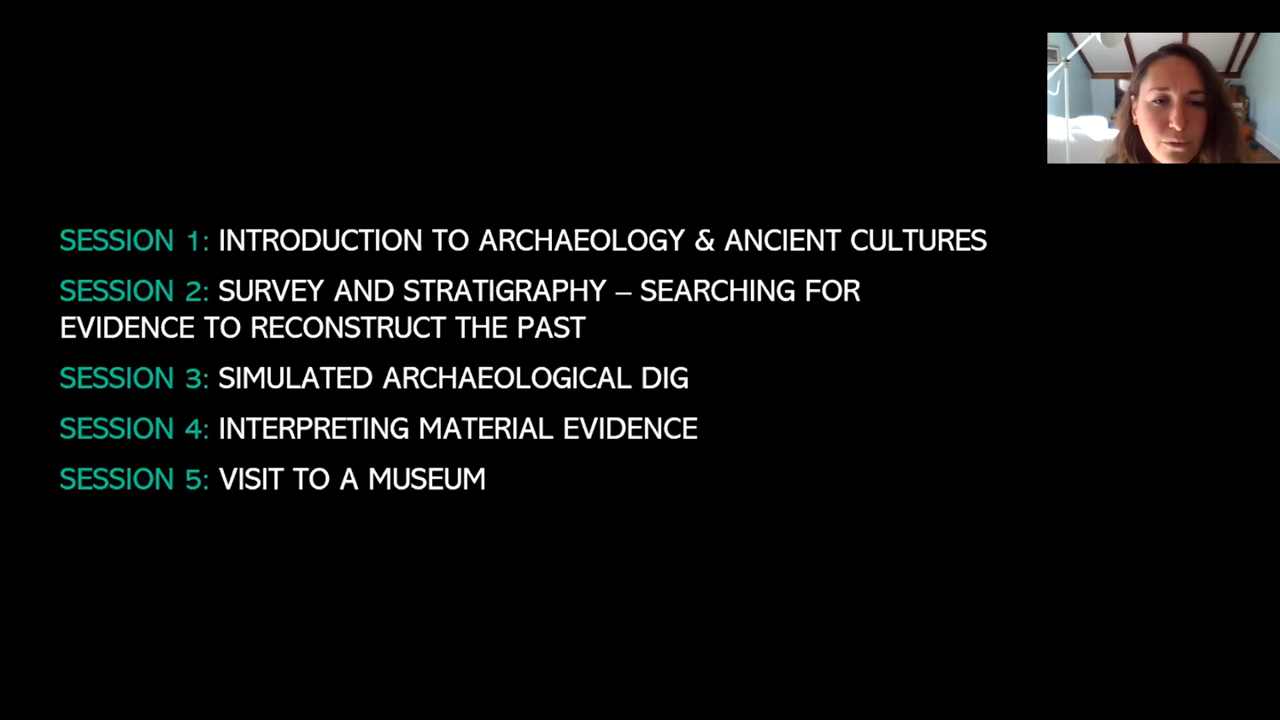 SESSION 1: INTRODUCTION TO ARCHAEOLOGY & ANCIENT CULTURES
SESSION 2: SURVEY AND STRATIGRAPHY – SEARCHING FOR
EVIDENCE TO RECONSTRUCT THE PAST
SESSION 3: SIMULATED ARCHAEOLOGICAL DIG
SESSION 4: INTERPRETING MATERIAL EVIDENCE
SESSION 5: VISIT TO A MUSEUM